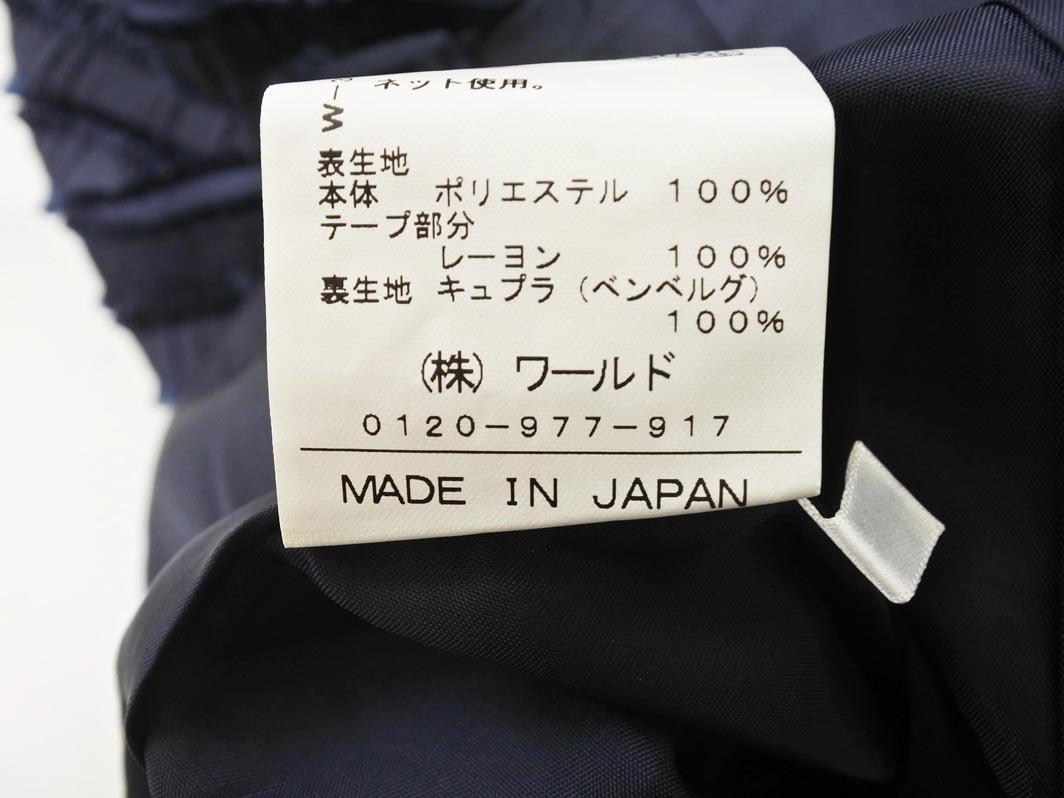 ネット使用。
W
表生地
本体 ポリエステル 100%
テープ部分
レーヨン 100%
裏生地 キュプラ(ベンベルグ)
100%
(株)ワールド
0120-977-917
MADE IN JAPAN